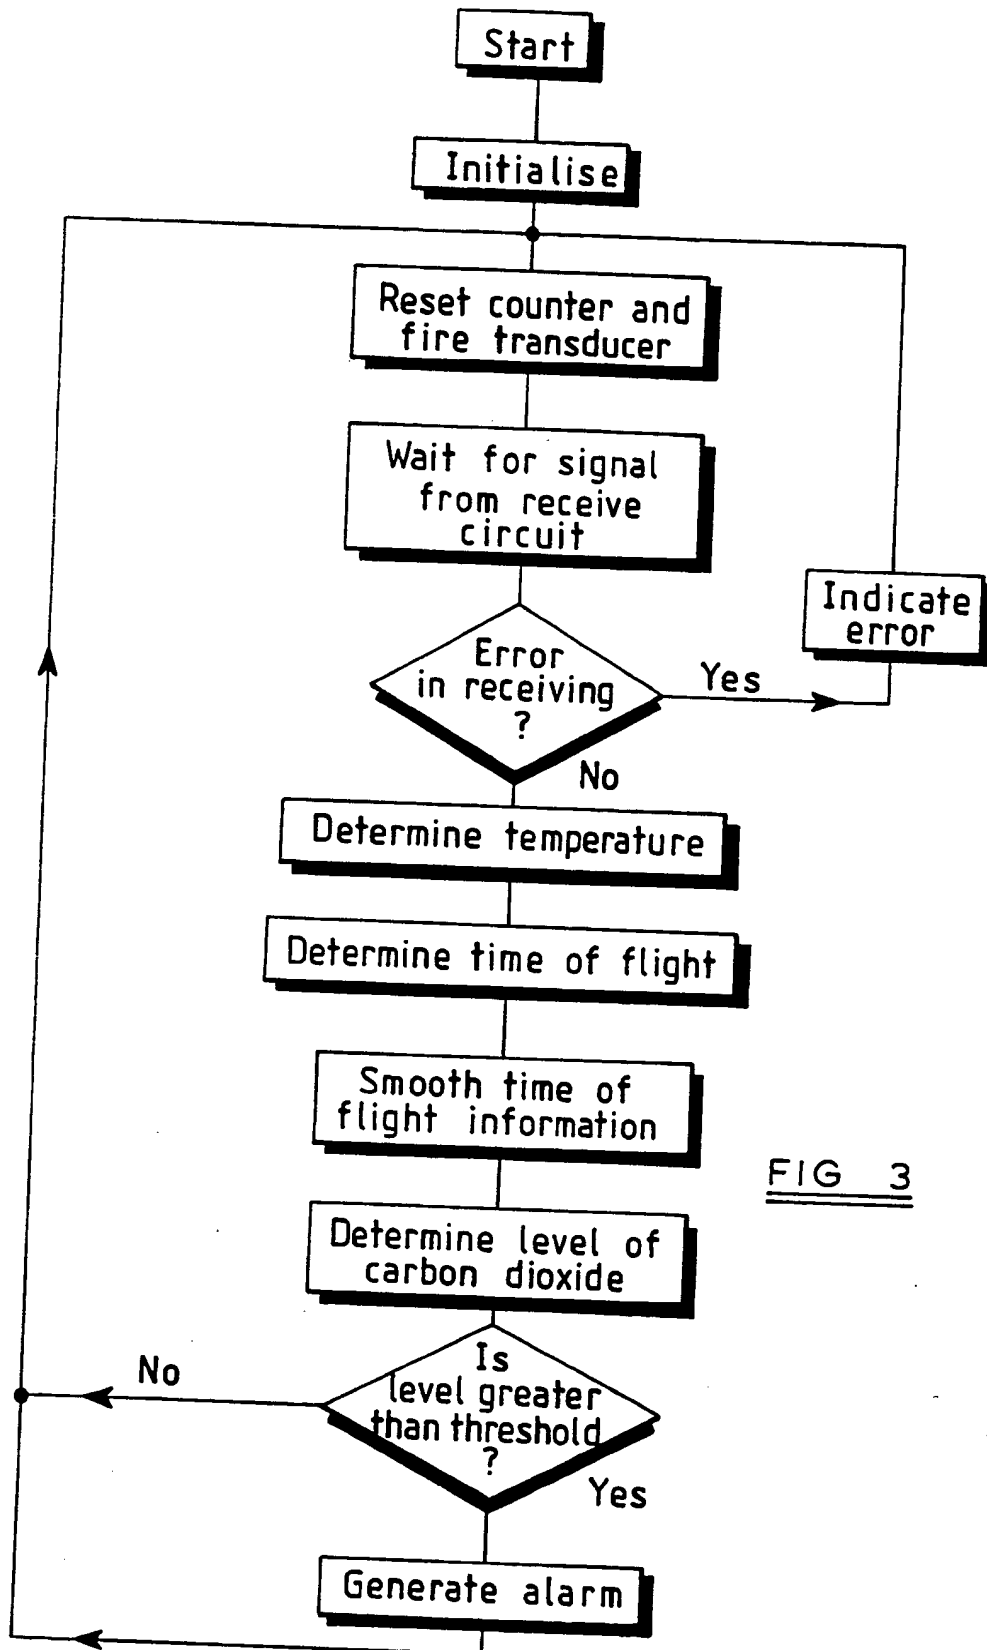 Start
Initialise
Reset counter and
fire transducer
Wait for signal
from receive
circuit
Indicate
error
Error
in receiving
?
Yes
No
Determine temperature
Determine time of flight
Smooth time of
flight information
FIG 3
Determine level of
carbon dioxide
Is
level greater
than threshold
?
No
Yes
Generate alarm